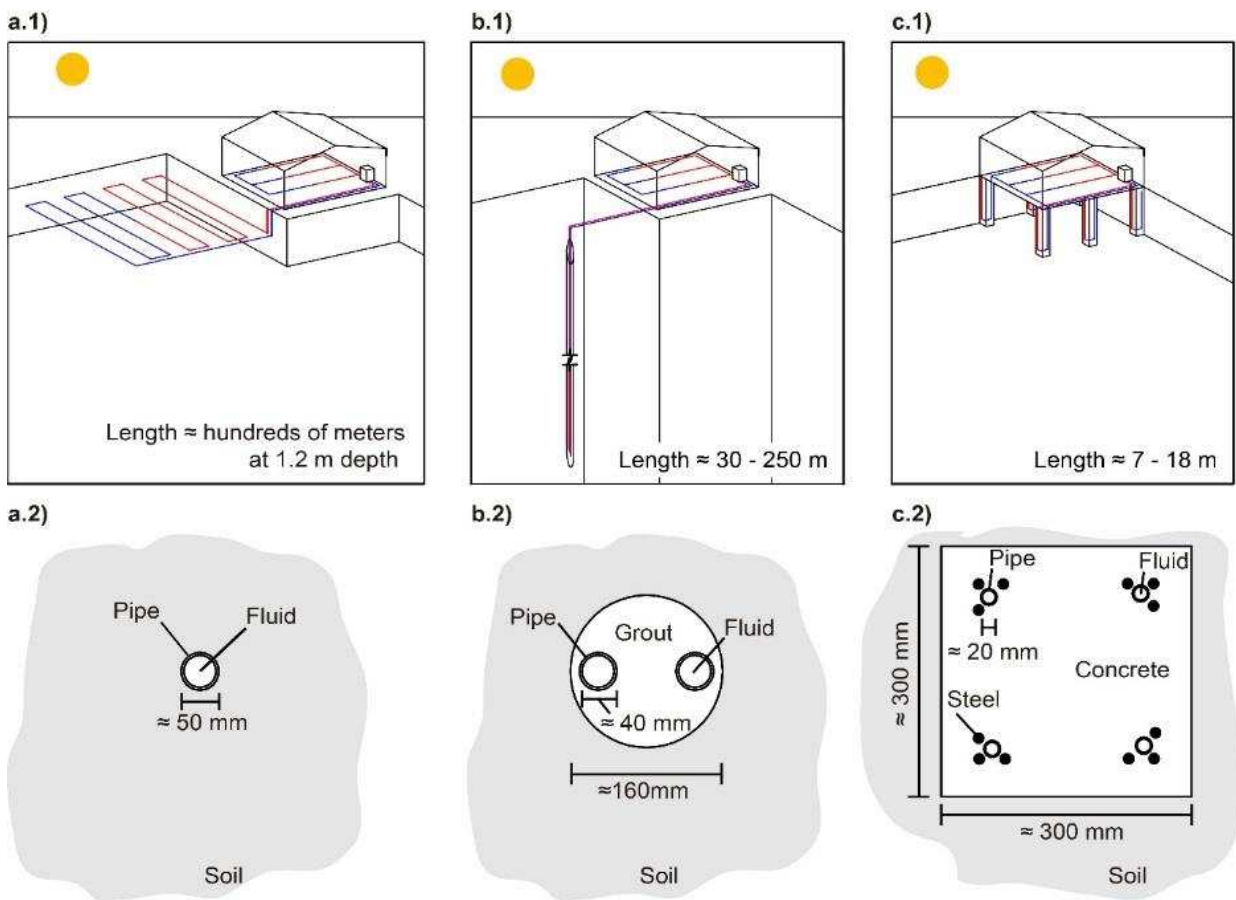 a.1)
b.1)
c.1)
Length ≈ hundreds of meters
at 1.2 m depth
Length ≈ 30 - 250 m
Length ≈ 7 - 18 m
a.2)
b.2)
c.2)
Pipe
Fluid
≈ 50 mm
Soil
Pipe
Grout
Fluid
≈ 40 mm
≈160mm
Soil
Pipe
Fluid
≈ 20 mm
Concrete
Steel
≈ 300 mm
≈ 300 mm
Soil